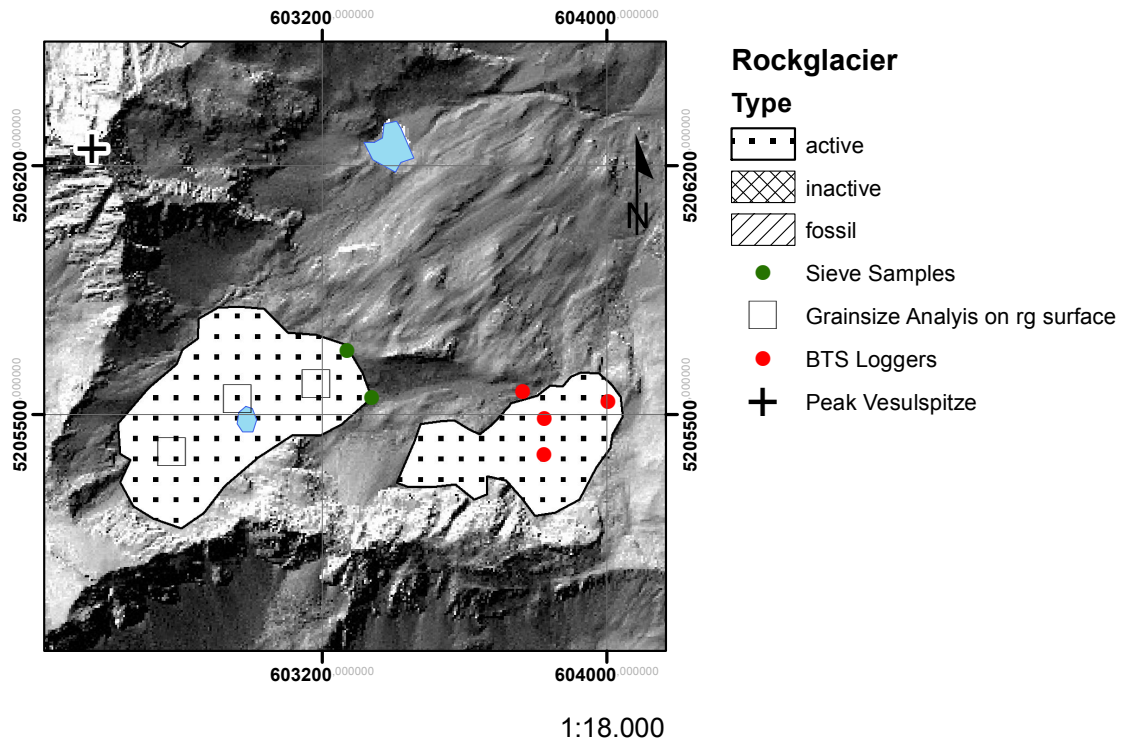 603200,000000 604000,000000
5206200,000000
5205500,000000
N
5206200,000000
5205500,000000
603200,000000 604000,000000
1:18.000
Rockglacier
Type
active
inactive
fossil
Sieve Samples
Grainsize Analyis on rg surface
BTS Loggers
Peak Vesulspitze